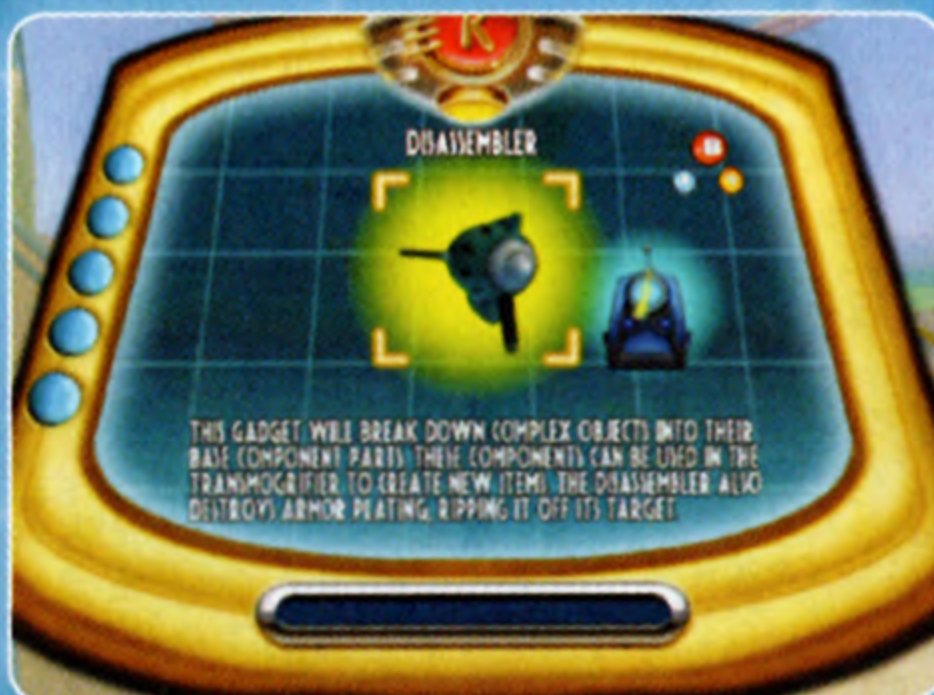 K
DISASSEMBLER
THIS GADGET WILL BREAK DOWN COMPLEX OBJECTS INTO THEIR
BASE COMPONENT PARTS. THESE COMPONENTS CAN BE USED IN THE
TRANSMOGRIFIER TO CREATE NEW ITEMS. THE DISASSEMBLER ALSO
DESTROYS ARMOR PLATING, RIPPING IT OFF ITS TARGET.